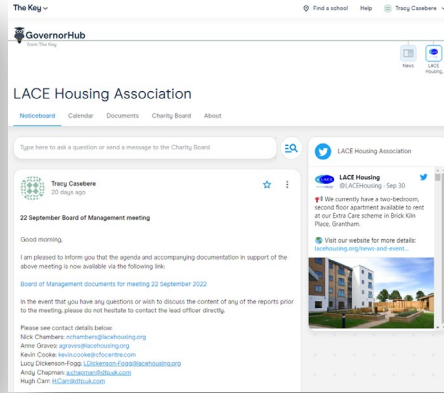 The Key
Find a school
Help
Tracy Casebere
GovernorHub
from The Key
News
LACE
Housing,
LACE Housing Association
Noticeboard
Calendar
Documents
Charity Board
About
Type here to ask a question or send a message to the Charity Board
Tracy Casebere
20 days ago
22 September Board of Management meeting
Good morning,
I am pleased to inform you that the agenda and accompanying documentation in support of the
above meeting is now available via the following link:
Board of Management documents for meeting 22 September 2022
In the event that you have any questions or wish to discuss the content of any of the reports prior
to the meeting, please do not hesitate to contact the lead officer directly.
Please see contact details below:
Nick Chambers: nchambers@lacehousing.org
Anne Graves: agraves@lacehousing.org
Kevin Cooke: kevin.cooke@cfocentre.com
Lucy Dickenson-Fogg: LDickenson-Fogg@lacehousing.org
Andy Chapman: a.chapman@dtp.uk.com
Hugh Carr: H.Carr@dtp.uk.com
LACE Housing Association
LACE Housing
@LACEHousing · Sep 30
We currently have a two-bedroom,
second floor apartment available to rent
at our Extra Care scheme in Brick Kiln
Place, Grantham.
Visit our website for more details:
lacehousing.org/news-and-event...